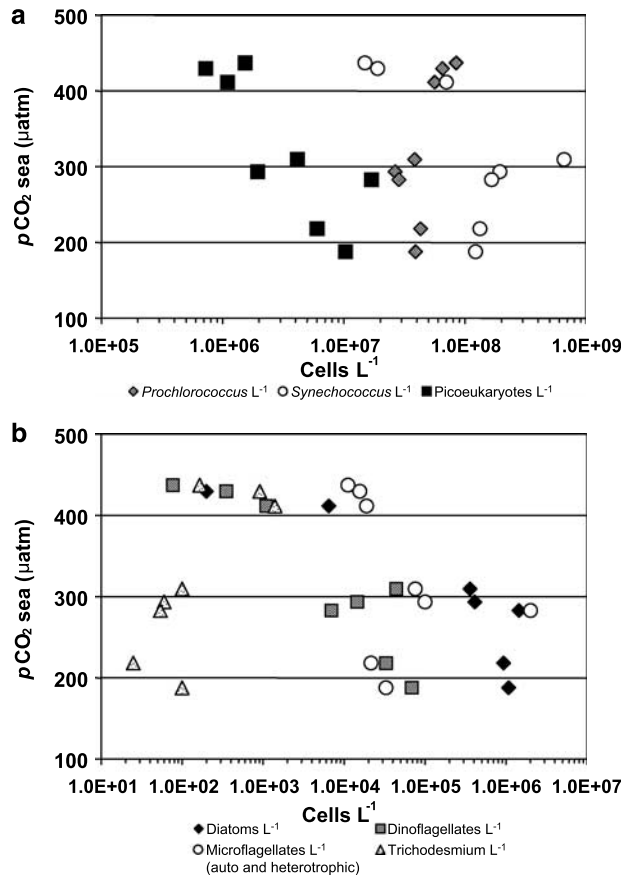 a
500
400
300
200
100
pCO₂ sea (µatm)
1.0E+05 1.0E+06 1.0E+07 1.0E+08 1.0E+09
Cells L⁻¹
Prochlorococcus L⁻¹ Synechococcus L⁻¹ Picoeukaryotes L⁻¹
b
500
400
300
200
100
pCO₂ sea (µatm)
1.0E+01 1.0E+02 1.0E+03 1.0E+04 1.0E+05 1.0E+06 1.0E+07
Cells L⁻¹
Diatoms L⁻¹ Dinoflagellates L⁻¹
Microflagellates L⁻¹ Trichodesmium L⁻¹
(auto and heterotrophic)